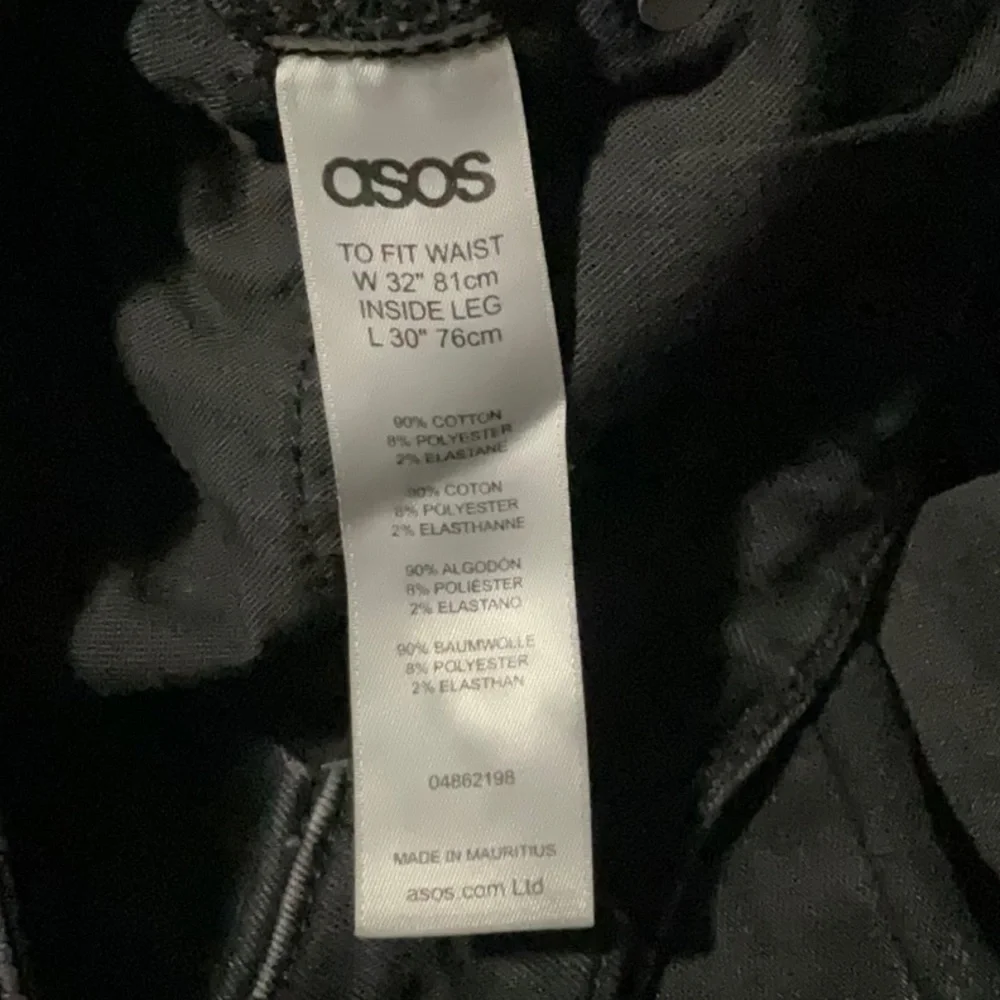 asos
TO FIT WAIST
W 32" 81cm
INSIDE LEG
L 30" 76cm
90% COTTON
8% POLYESTER
2% ELASTANE
90% COTON
8% POLYESTER
2% ELASTHANNE
90% ALGODÓN
8% POLIÉSTER
2% ELASTANO
90% BAUMWOLLE
8% POLYESTER
2% ELASTHAN
04862198
MADE IN MAURITIUS
asos.com Ltd